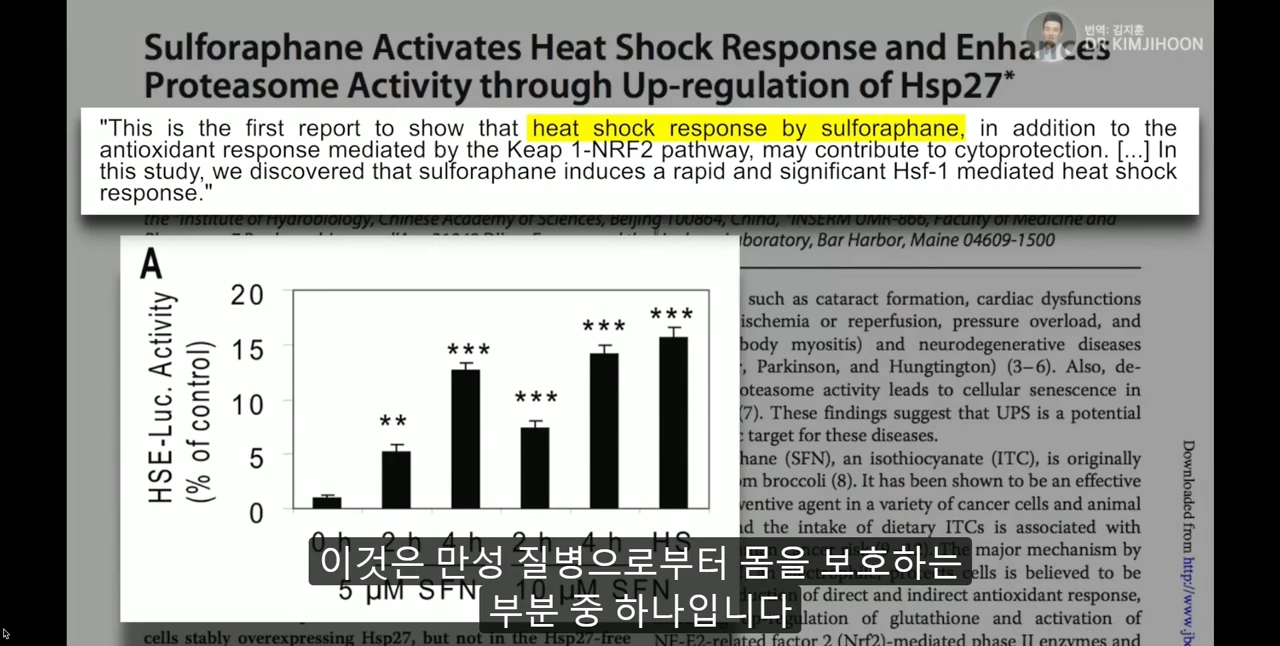 Sulforaphane Activates Heat Shock Response and Enhances
번역: 김지훈
DR KIMJIHOON
Proteasome Activity through Up-regulation of Hsp27*
"This is the first report to show that heat shock response by sulforaphane, in addition to the
antioxidant response mediated by the Keap 1-NRF2 pathway, may contribute to cytoprotection. [...] In
this study, we discovered that sulforaphane induces a rapid and significant Hsf-1 mediated heat shock
response."
the Institute of Hydrobiology, Chinese Academy of Sciences, Beijing 100864, China, INSERM UMR-866, Faculty of Medicine and
Laboratory, Bar Harbor, Maine 04609-1500
A
HSE-Luc. Activity
(% of control)
20
15
10
5
0
**
***
***
***
***
0 h 2 h 4 h 2 h 4 h HS
5 µM SFN 10 µM SFN
such as cataract formation, cardiac dysfunctions
ischemia or reperfusion, pressure overload, and
body myositis) and neurodegenerative diseases
, Parkinson, and Hungtington) (3–6). Also, de-
oteasome activity leads to cellular senescence in
(7). These findings suggest that UPS is a potential
target for these diseases.
hane (SFN), an isothiocyanate (ITC), is originally
om broccoli (8). It has been shown to be an effective
ventive agent in a variety of cancer cells and animal
d the intake of dietary ITCs is associated with
The major mechanism by
cells is believed to be
of direct and indirect antioxidant response,
regulation of glutathione and activation of
NF-E2-related factor 2 (Nrf2)-mediated phase II enzymes and
cells stably overexpressing Hsp27, but not in the Hsp27-free
Downloaded from http://www.jb
이것은 만성 질병으로부터 몸을 보호하는
부분 중 하나입니다